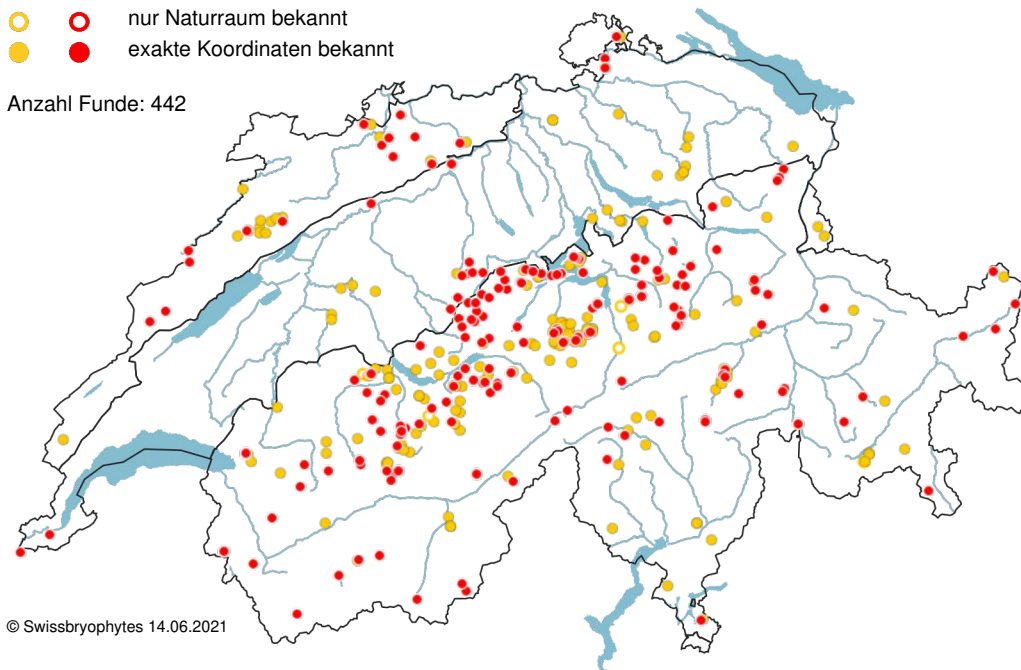 nur Naturraum bekannt
exakte Koordinaten bekannt
Anzahl Funde: 442
© Swissbryophytes 14.06.2021